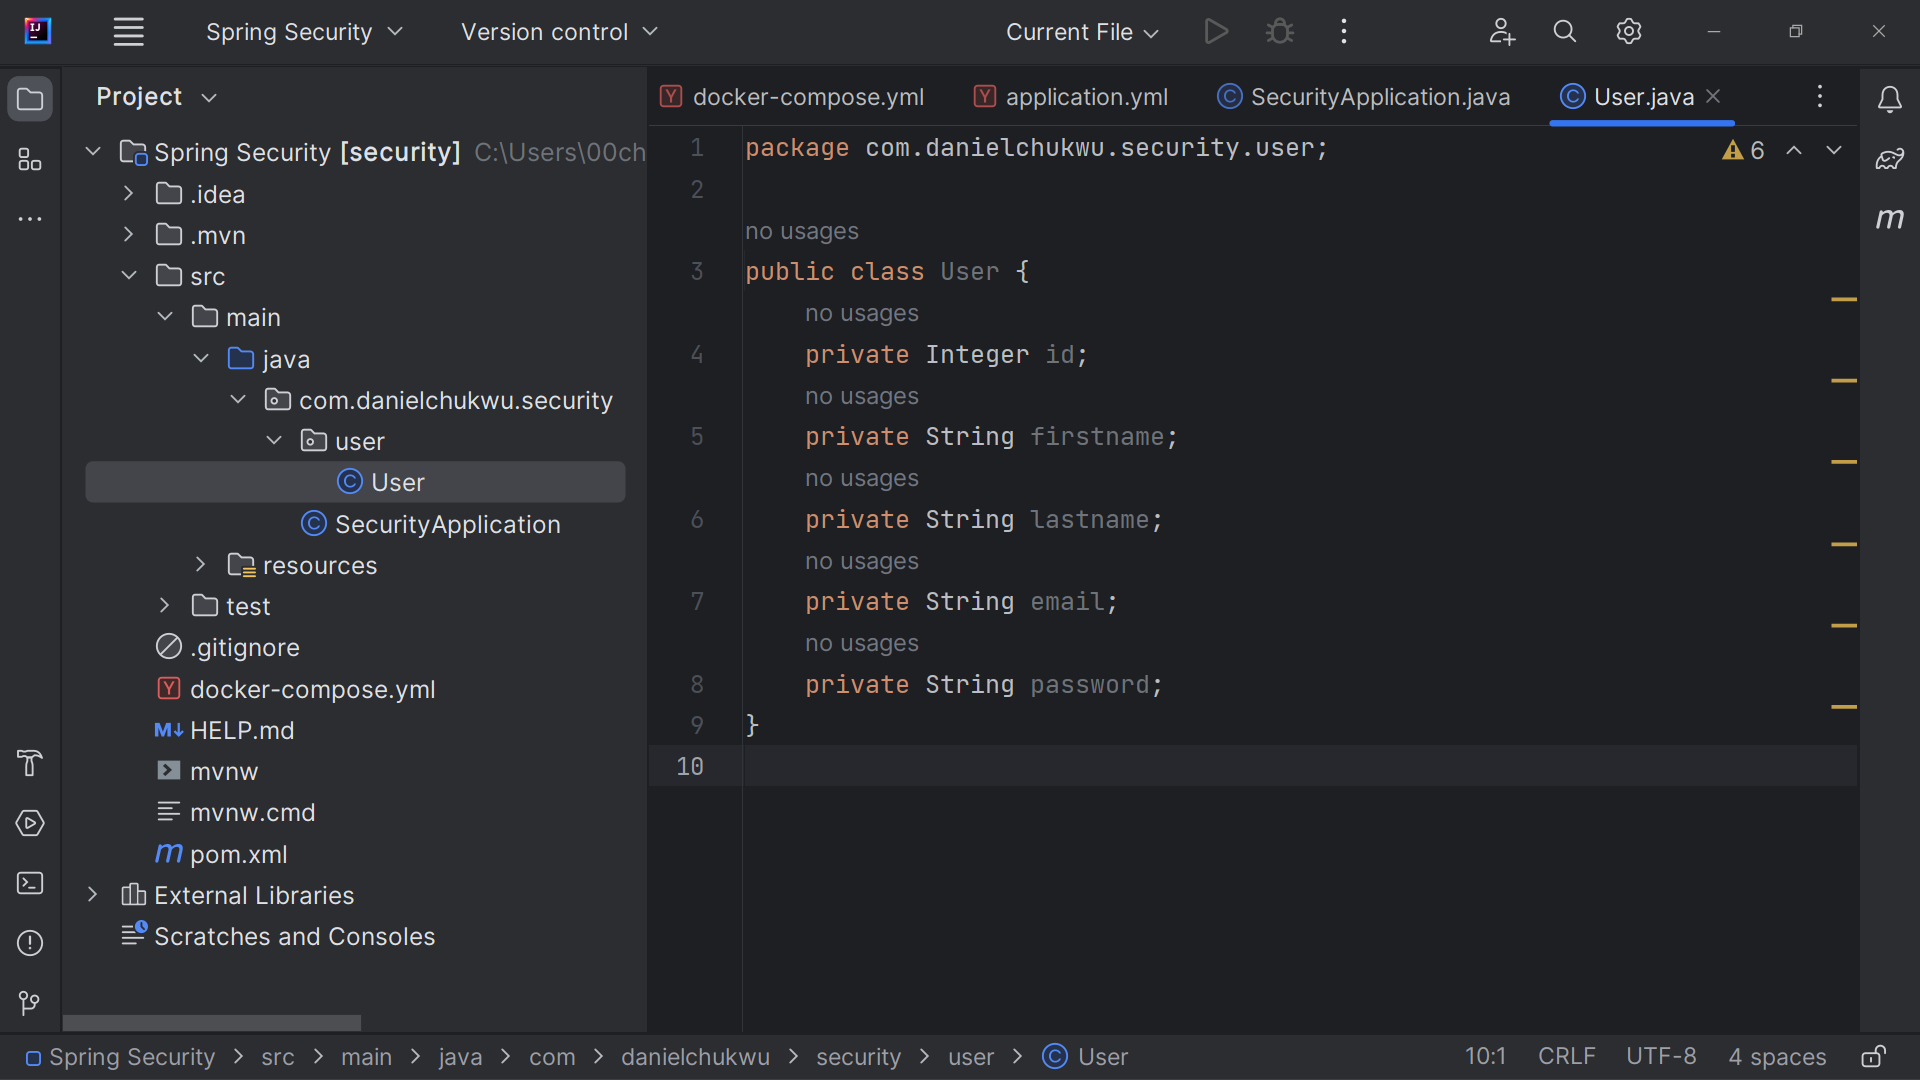 Spring Security
Version control
Current File
Project
docker-compose.yml
application.yml
SecurityApplication.java
User.java
Spring Security [security] C:\Users\00ch
.idea
.mvn
src
main
java
com.danielchukwu.security
user
User
SecurityApplication
resources
test
.gitignore
docker-compose.yml
HELP.md
mvnw
mvnw.cmd
pom.xml
External Libraries
Scratches and Consoles
1 package com.danielchukwu.security.user;
6
2
no usages
3 public class User {
no usages
4 private Integer id;
no usages
5 private String firstname;
no usages
6 private String lastname;
no usages
7 private String email;
no usages
8 private String password;
9 }
10
Spring Security > src > main > java > com > danielchukwu > security > user > User
10:1 CRLF UTF-8 4 spaces